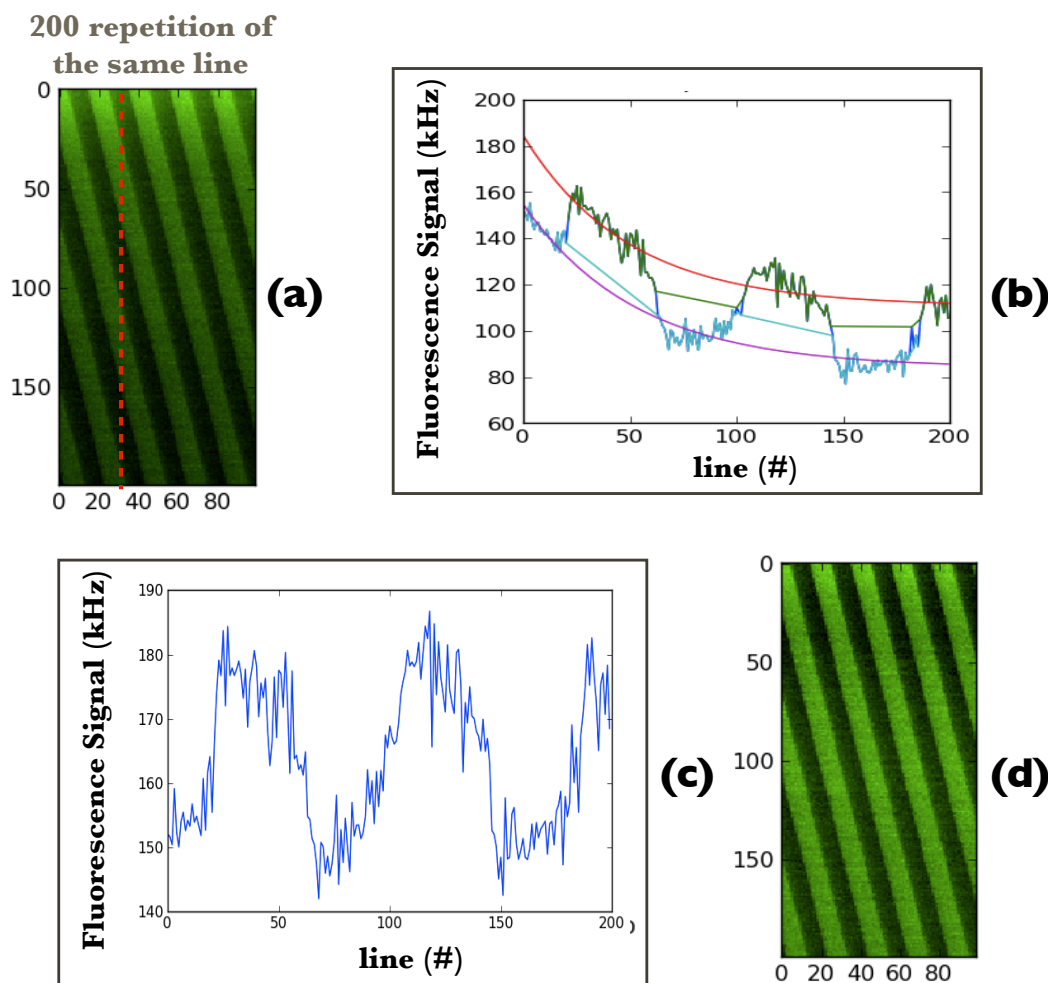 200 repetition of
the same line
0
50
100
150
0 20 40 60 80
(a)
Fluorescence Signal (kHz)
200
180
160
140
120
100
80
60
0 50 100 150 200
line (#)
(b)
Fluorescence Signal (kHz)
190
180
170
160
150
140
0 50 100 150 200
line (#)
(c)
0
50
100
150
0 20 40 60 80
(d)